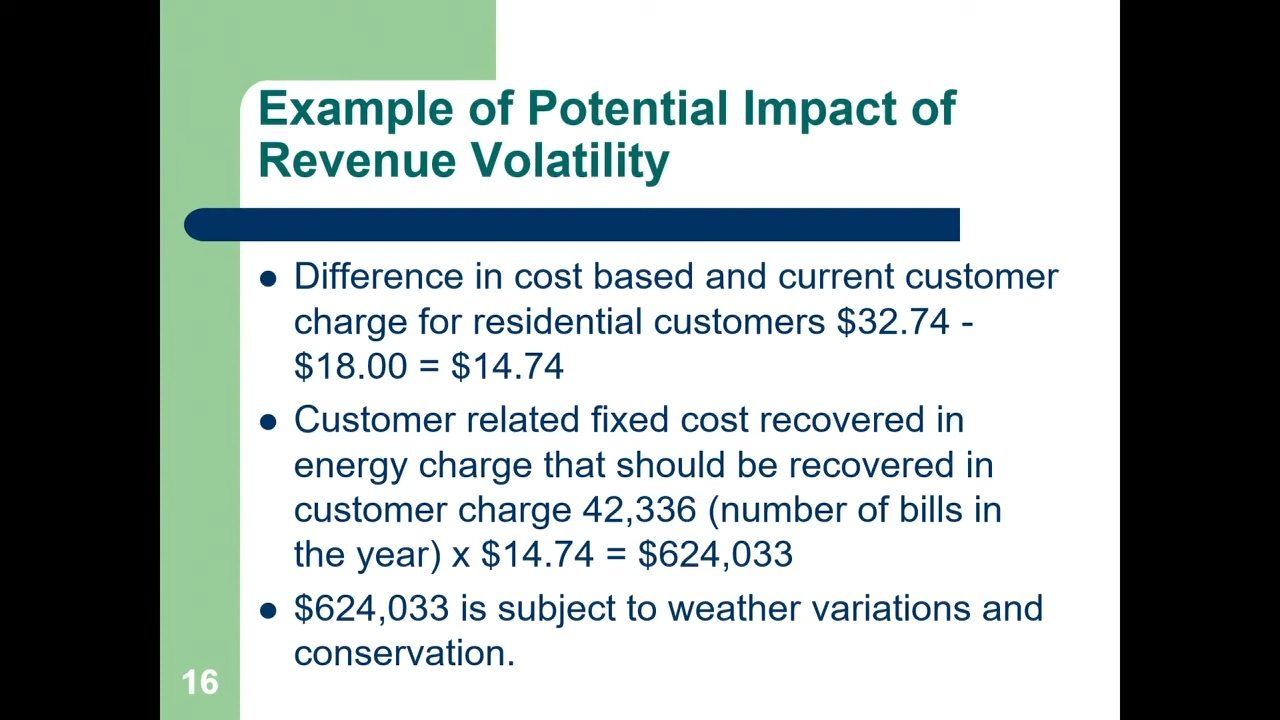 Example of Potential Impact of
Revenue Volatility
● Difference in cost based and current customer
charge for residential customers $32.74 -
$18.00 = $14.74
● Customer related fixed cost recovered in
energy charge that should be recovered in
customer charge 42,336 (number of bills in
the year) x $14.74 = $624,033
● $624,033 is subject to weather variations and
conservation.
16